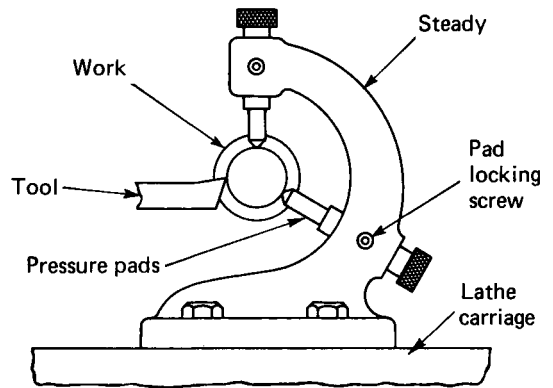 Steady
Work
Pad
locking
screw
Tool
Pressure pads
Lathe
carriage